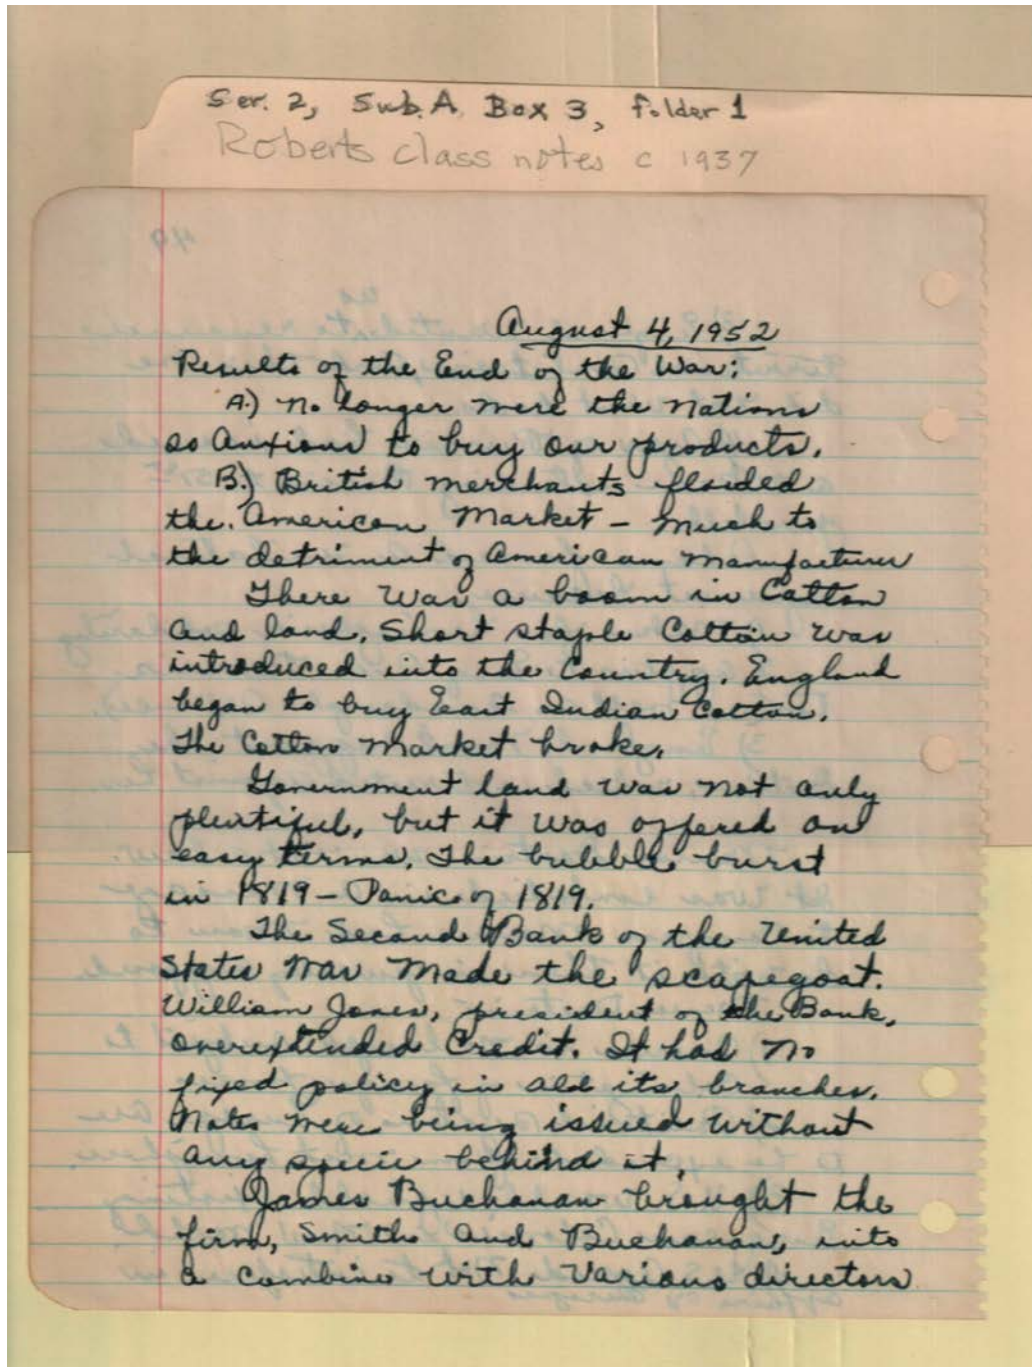 Ser. 2, Sub. A. Box 3, folder 1
Roberts class notes c 1937
49
August 4, 1952
Results of the End of the War:
A.) No longer were the nations
so anxious to buy our products.
B.) British merchants flooded
the American Market - much to
the detriment of American manufacturer
There was a boom in Cotton
and land. Short staple Cotton was
introduced into the Country. England
began to buy East Indian Cotton.
The Cotton market broke.
Government land was not only
plentiful, but it was offered on
easy terms. The bubble burst
in 1819 - Panic of 1819.
The Second Bank of the United
States was made the scapegoat.
William Jones, president of the Bank,
overextended Credit. It had no
fixed policy in all its branches.
Notes were being issued without
any specie behind it.
James Buchanan brought the
firm, Smith and Buchanan, into
a combine with various directors